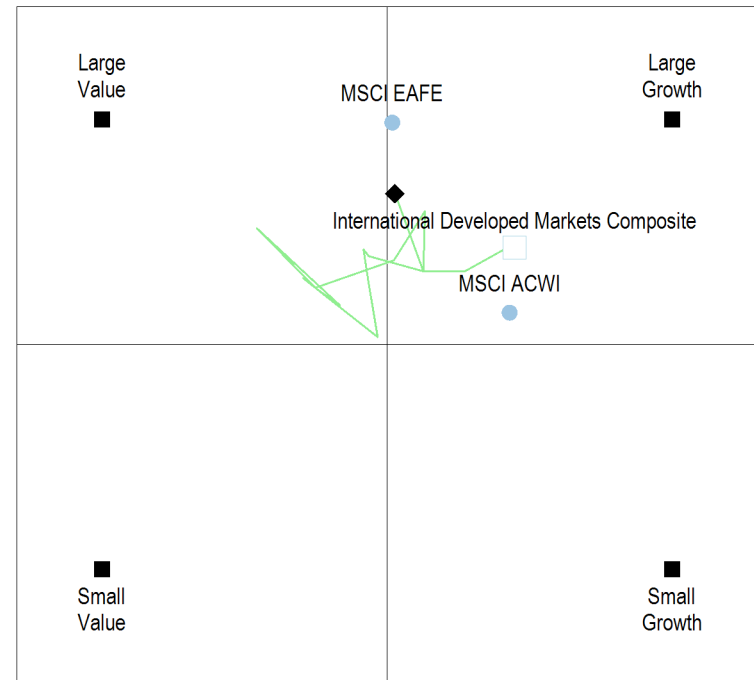 Large
Value
MSCI EAFE
Large
Growth
International Developed Markets Composite
MSCI ACWI
Small
Value
Small
Growth